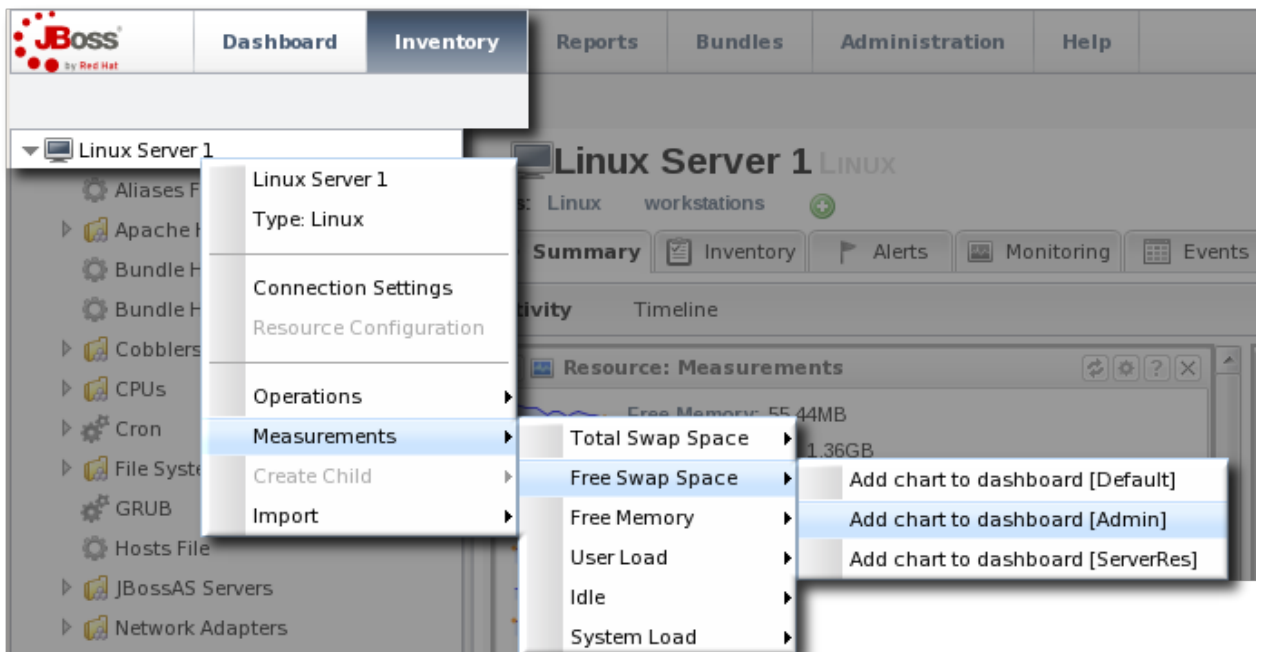 JBoss by Red Hat
Dashboard Inventory Reports Bundles Administration Help
Linux Server 1
Aliases F
Apache H
Bundle H
Bundle H
Cobblers
CPUs
Cron
File Syste
GRUB
Hosts File
JBossAS Servers
Network Adapters
Linux Server 1
Type: Linux
Connection Settings
Resource Configuration
Operations
Measurements
Create Child
Import
Linux Server 1 LINUX
s: Linux workstations
Summary Inventory Alerts Monitoring Events
tivity Timeline
Resource: Measurements
Free Memory: 55.44MB
1.36GB
Total Swap Space
Free Swap Space
Free Memory
User Load
Idle
System Load
Add chart to dashboard [Default]
Add chart to dashboard [Admin]
Add chart to dashboard [ServerRes]